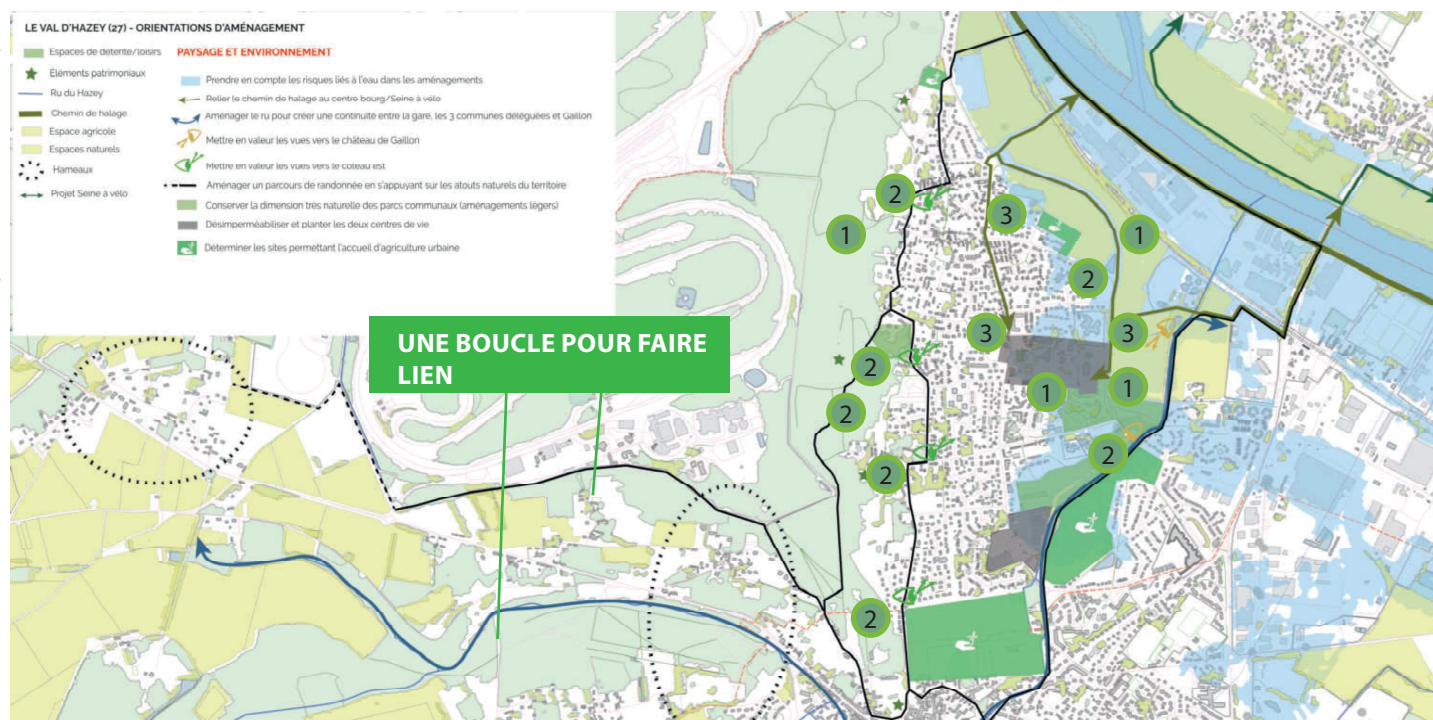 LE VAL D'HAZEY (27) - ORIENTATIONS D'AMÉNAGEMENT
Espaces de détente/loisirs
Éléments patrimoniaux
Ru du Hazey
Chemin de halage
Espace agricole
Espaces naturels
Hameaux
Projet Seine à vélo
PAYSAGE ET ENVIRONNEMENT
Prendre en compte les risques liés à l'eau dans les aménagements
Relier le chemin de halage au centre bourg/Seine à vélo
Aménager le ru pour créer une continuité entre la gare, les 3 communes déléguées et Gaillon
Mettre en valeur les vues vers le château de Gaillon
Mettre en valeur les vues vers le coteau est
Aménager un parcours de randonnée en s'appuyant sur les atouts naturels du territoire
Conserver la dimension très naturelle des parcs communaux (aménagements légers)
Désimperméabiliser et planter les deux centres de vie
Déterminer les sites permettant l'accueil d'agriculture urbaine
UNE BOUCLE POUR FAIRE
LIEN
2
3
1
1
2
3
3
2
1
1
2
2
2
2